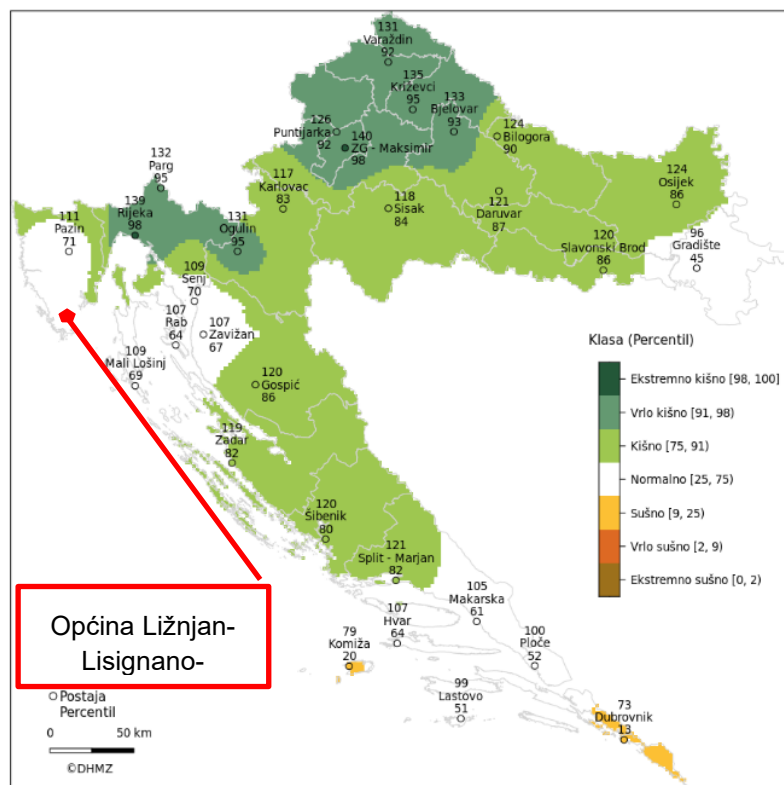 131
Varaždin
92
135
Križevci
95
133
Bjelovar
93
126
Puntijarka
92
140
ZG - Maksimir
98
124
Bilogora
90
132
Parg
95
117
Karlovac
83
118
Sisak
84
121
Daruvar
87
124
Osijek
86
139
Rijeka
98
131
Ogulin
95
111
Pazin
71
120
Slavonski Brod
86
96
Gradište
45
109
Senj
70
107
Rab
64
107
Zavižan
67
109
Mali Lošinj
69
120
Gospić
86
119
Zadar
82
120
Šibenik
80
121
Split - Marjan
82
105
Makarska
61
107
Hvar
64
79
Komiža
20
100
Ploče
52
99
Lastovo
51
73
Dubrovnik
13
Klasa (Percentil)
Ekstremno kišno [98, 100]
Vrlo kišno [91, 98)
Kišno [75, 91)
Normalno [25, 75)
Sušno [9, 25)
Vrlo sušno [2, 9)
Ekstremno sušno [0, 2)
Općina Ližnjan-
Lisignano-
Postaja
Percentil
0 50 km
©DHMZ